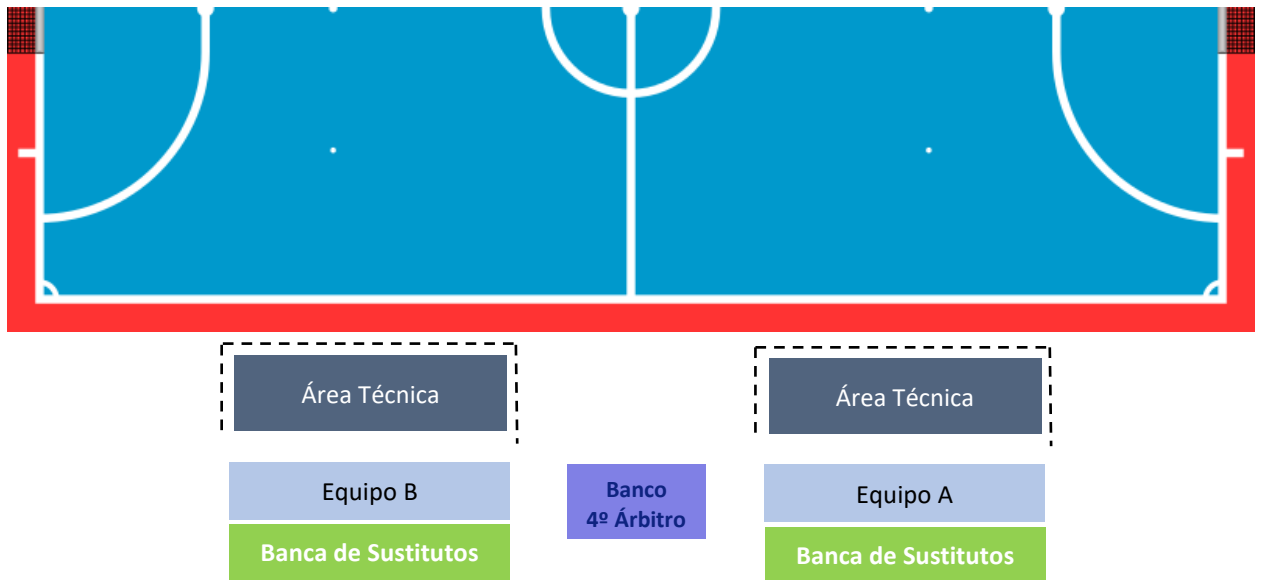 Área Técnica
Área Técnica
Equipo B
Banco
4º Árbitro
Equipo A
Banca de Sustitutos
Banca de Sustitutos